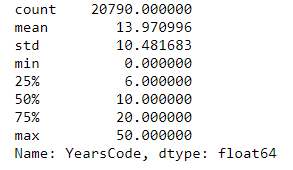 count 20790.000000
mean 13.970996
std 10.481683
min 0.000000
25% 6.000000
50% 10.000000
75% 20.000000
max 50.000000
Name: YearsCode, dtype: float64